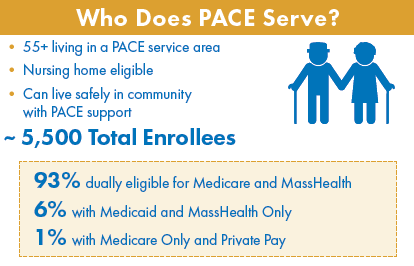 Who Does PACE Serve?
• 55+ living in a PACE service area
• Nursing home eligible
• Can live safely in community
with PACE support
~ 5,500 Total Enrollees
93% dually eligible for Medicare and MassHealth
6% with Medicaid and MassHealth Only
1% with Medicare Only and Private Pay